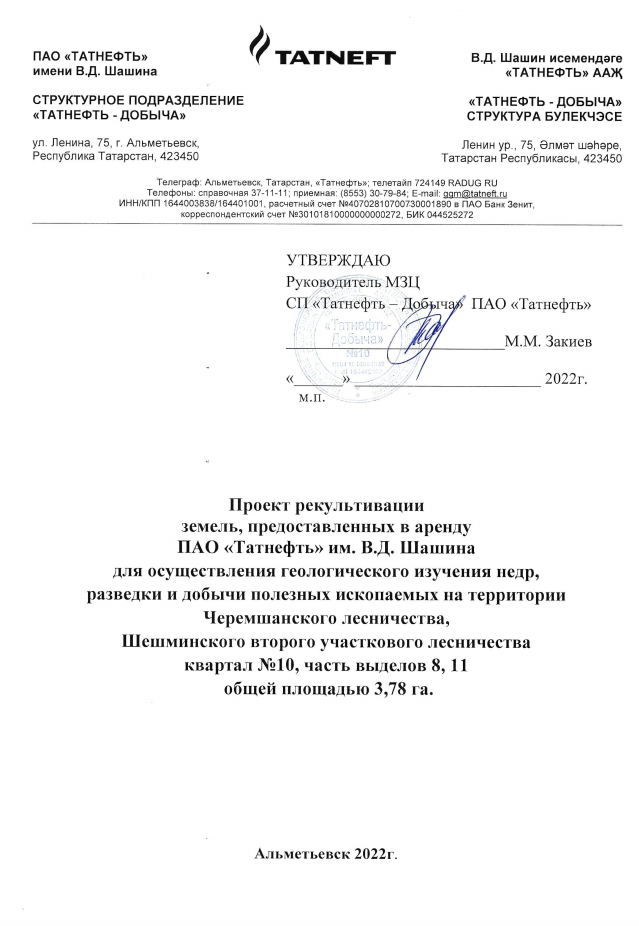 ПАО «ТАТНЕФТЬ»
имени В.Д. Шашина
СТРУКТУРНОЕ ПОДРАЗДЕЛЕНИЕ
«ТАТНЕФТЬ - ДОБЫЧА»
ул. Ленина, 75, г. Альметьевск,
Республика Татарстан, 423450
TATNEFT
В.Д. Шашин исемендәге
«ТАТНЕФТЬ» ААҖ
«ТАТНЕФТЬ - ДОБЫЧА»
СТРУКТУРА БУЛЕКЧЭСЕ
Ленин ур., 75, Әлмәт шәһәре,
Татарстан Республикасы, 423450
Телеграф: Альметьевск, Татарстан, «Татнефть»; телетайп 724149 RADUG RU
Телефоны: справочная 37-11-11; приемная: (8553) 30-79-84; E-mail: ggm@tatneft.ru
ИНН/КПП 1644003838/164401001, расчетный счет №40702810700730001890 в ПАО Банк Зенит,
корреспондентский счет №30101810000000000272, БИК 044525272
УТВЕРЖДАЮ
Руководитель МЗЦ
СП «Татнефть – Добыча» ПАО «Татнефть»
«Татнефть-
Добыча»
№10
М.М. Закиев
«______» ________________________ 2022г.
м.п.
Проект рекультивации
земель, предоставленных в аренду
ПАО «Татнефть» им. В.Д. Шашина
для осуществления геологического изучения недр,
разведки и добычи полезных ископаемых на территории
Черемшанского лесничества,
Шешминского второго участкового лесничества
квартал №10, часть выделов 8, 11
общей площадью 3,78 га.
Альметьевск 2022г.